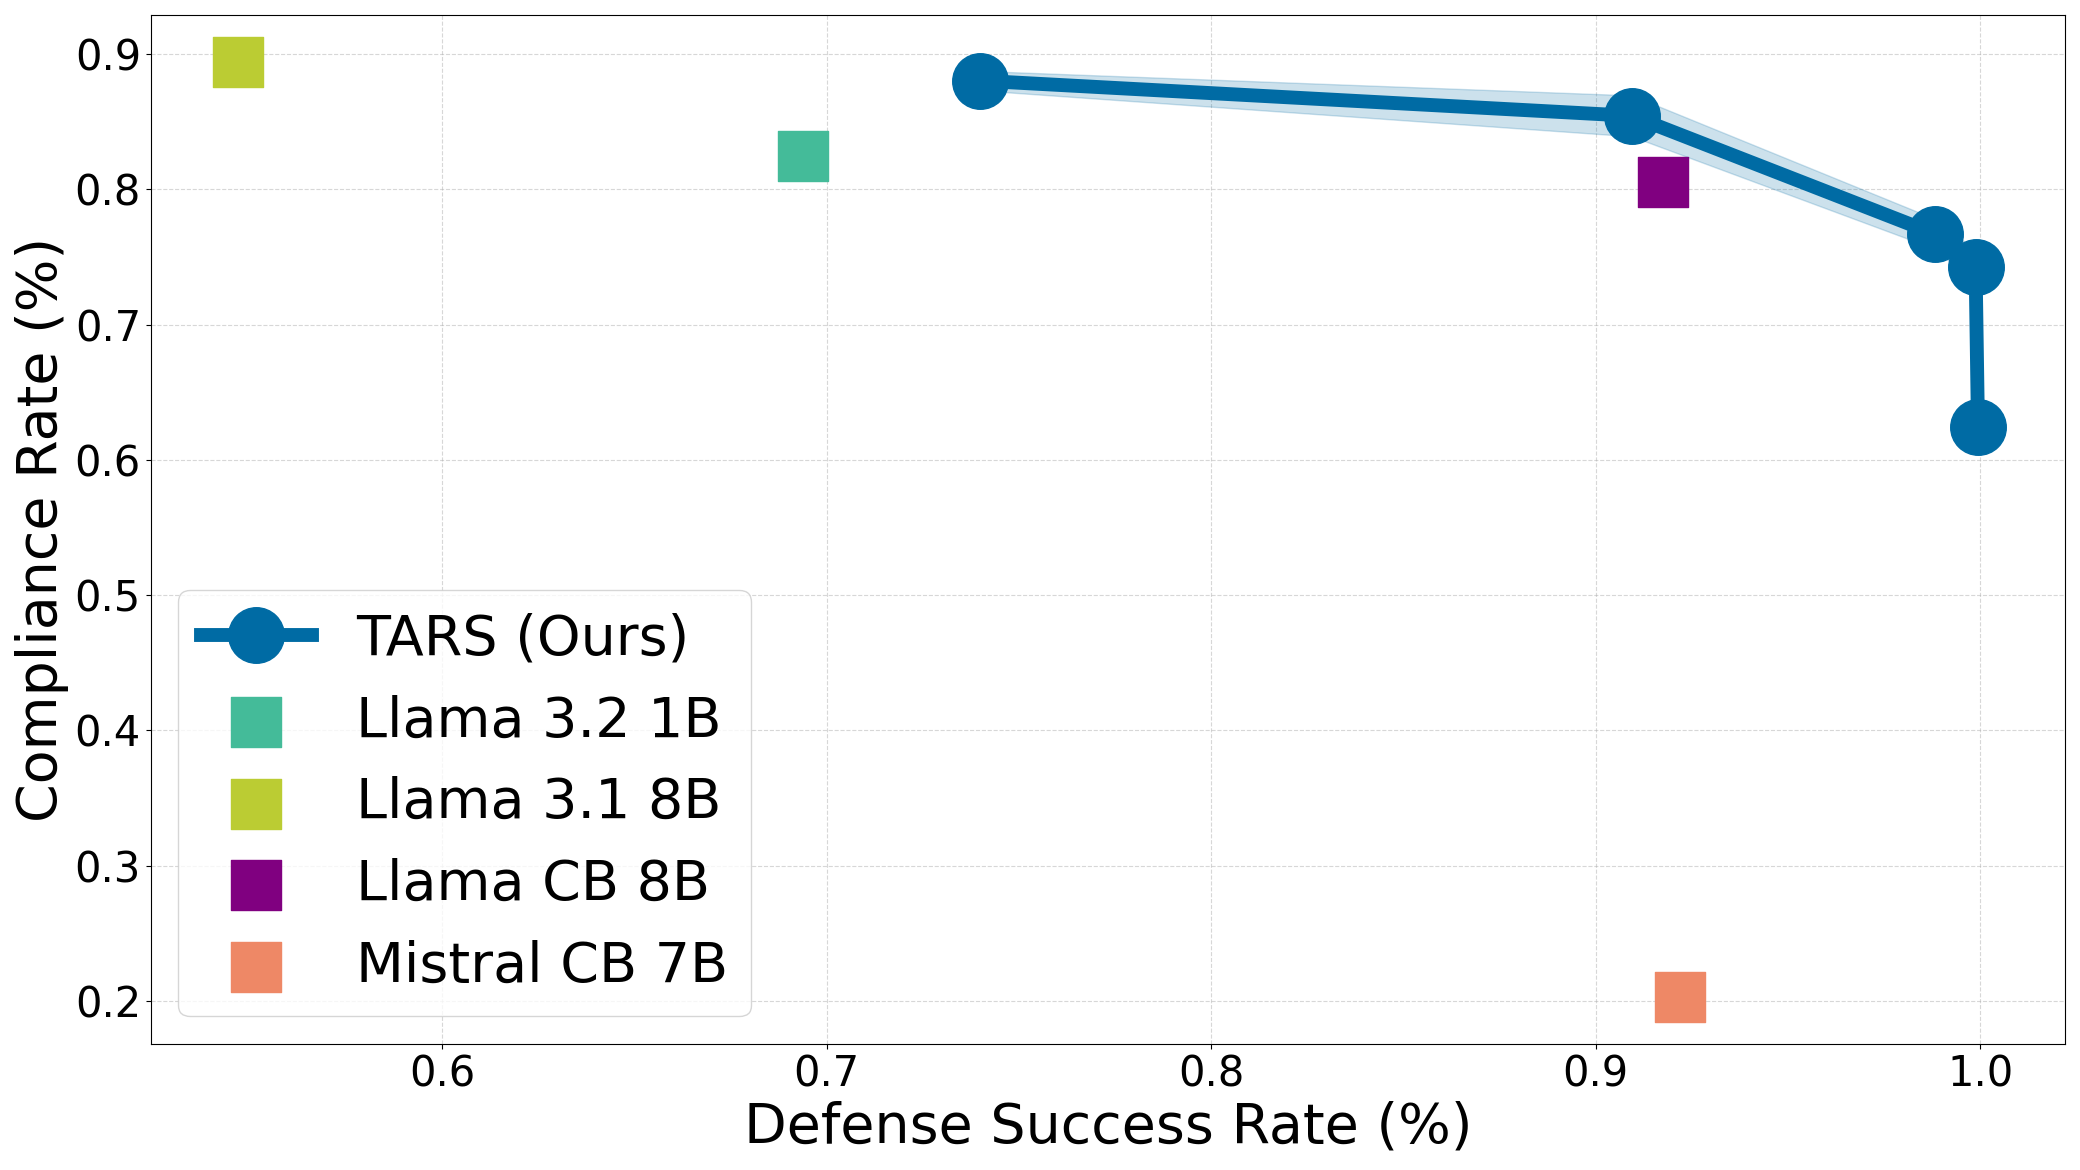 Compliance Rate (%)
0.9
0.8
0.7
0.6
0.5
0.4
0.3
0.2
TARS (Ours)
Llama 3.2 1B
Llama 3.1 8B
Llama CB 8B
Mistral CB 7B
0.6 0.7 0.8 0.9 1.0
Defense Success Rate (%)